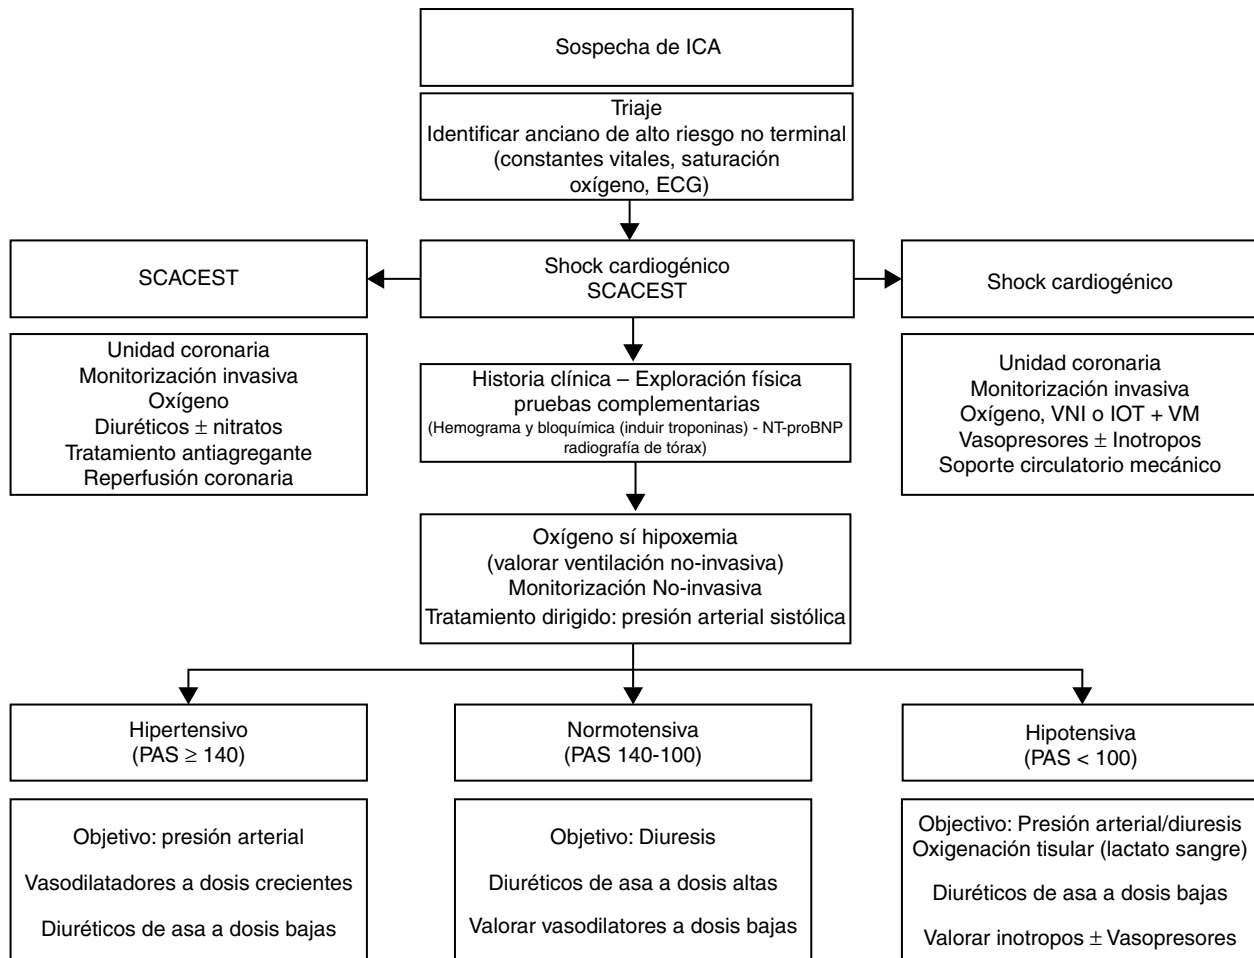 Sospecha de ICA
Triaje
Identificar anciano de alto riesgo no terminal
(constantes vitales, saturación
oxígeno, ECG)
SCACEST
Shock cardiogénico
SCACEST
Shock cardiogénico
Unidad coronaria
Monitorización invasiva
Oxígeno
Diuréticos ± nitratos
Tratamiento antiagregante
Reperfusión coronaria
Historia clínica – Exploración física
pruebas complementarias
(Hemograma y bloquímica (induir troponinas) - NT-proBNP
radiografía de tórax)
Unidad coronaria
Monitorización invasiva
Oxígeno, VNI o IOT + VM
Vasopresores ± Inotropos
Soporte circulatorio mecánico
Oxígeno sí hipoxemia
(valorar ventilación no-invasiva)
Monitorización No-invasiva
Tratamiento dirigido: presión arterial sistólica
Hipertensivo
(PAS ≥ 140)
Normotensiva
(PAS 140-100)
Hipotensiva
(PAS < 100)
Objetivo: presión arterial
Vasodilatadores a dosis crecientes
Diuréticos de asa a dosis bajas
Objetivo: Diuresis
Diuréticos de asa a dosis altas
Valorar vasodilatores a dosis bajas
Objectivo: Presión arterial/diuresis
Oxigenación tisular (lactato sangre)
Diuréticos de asa a dosis bajas
Valorar inotropos ± Vasopresores